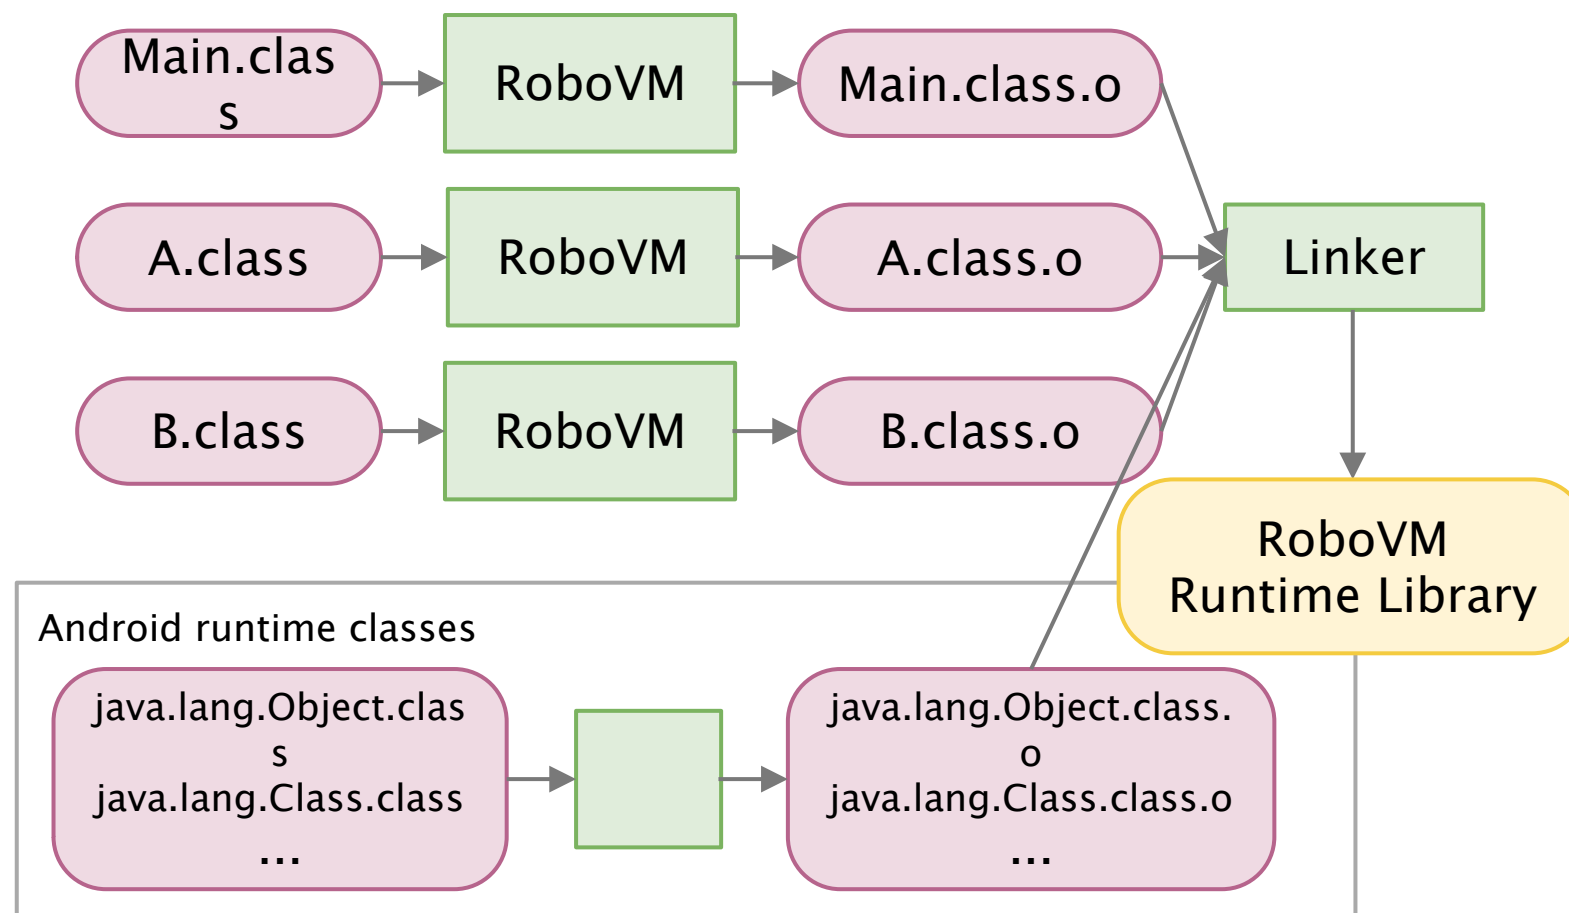 Main.clas
s
RoboVM
Main.class.o
A.class
RoboVM
A.class.o
Linker
B.class
RoboVM
B.class.o
RoboVM
Runtime Library
Android runtime classes
java.lang.Object.clas
s
java.lang.Class.class
...
java.lang.Object.class.
o
java.lang.Class.class.o
...